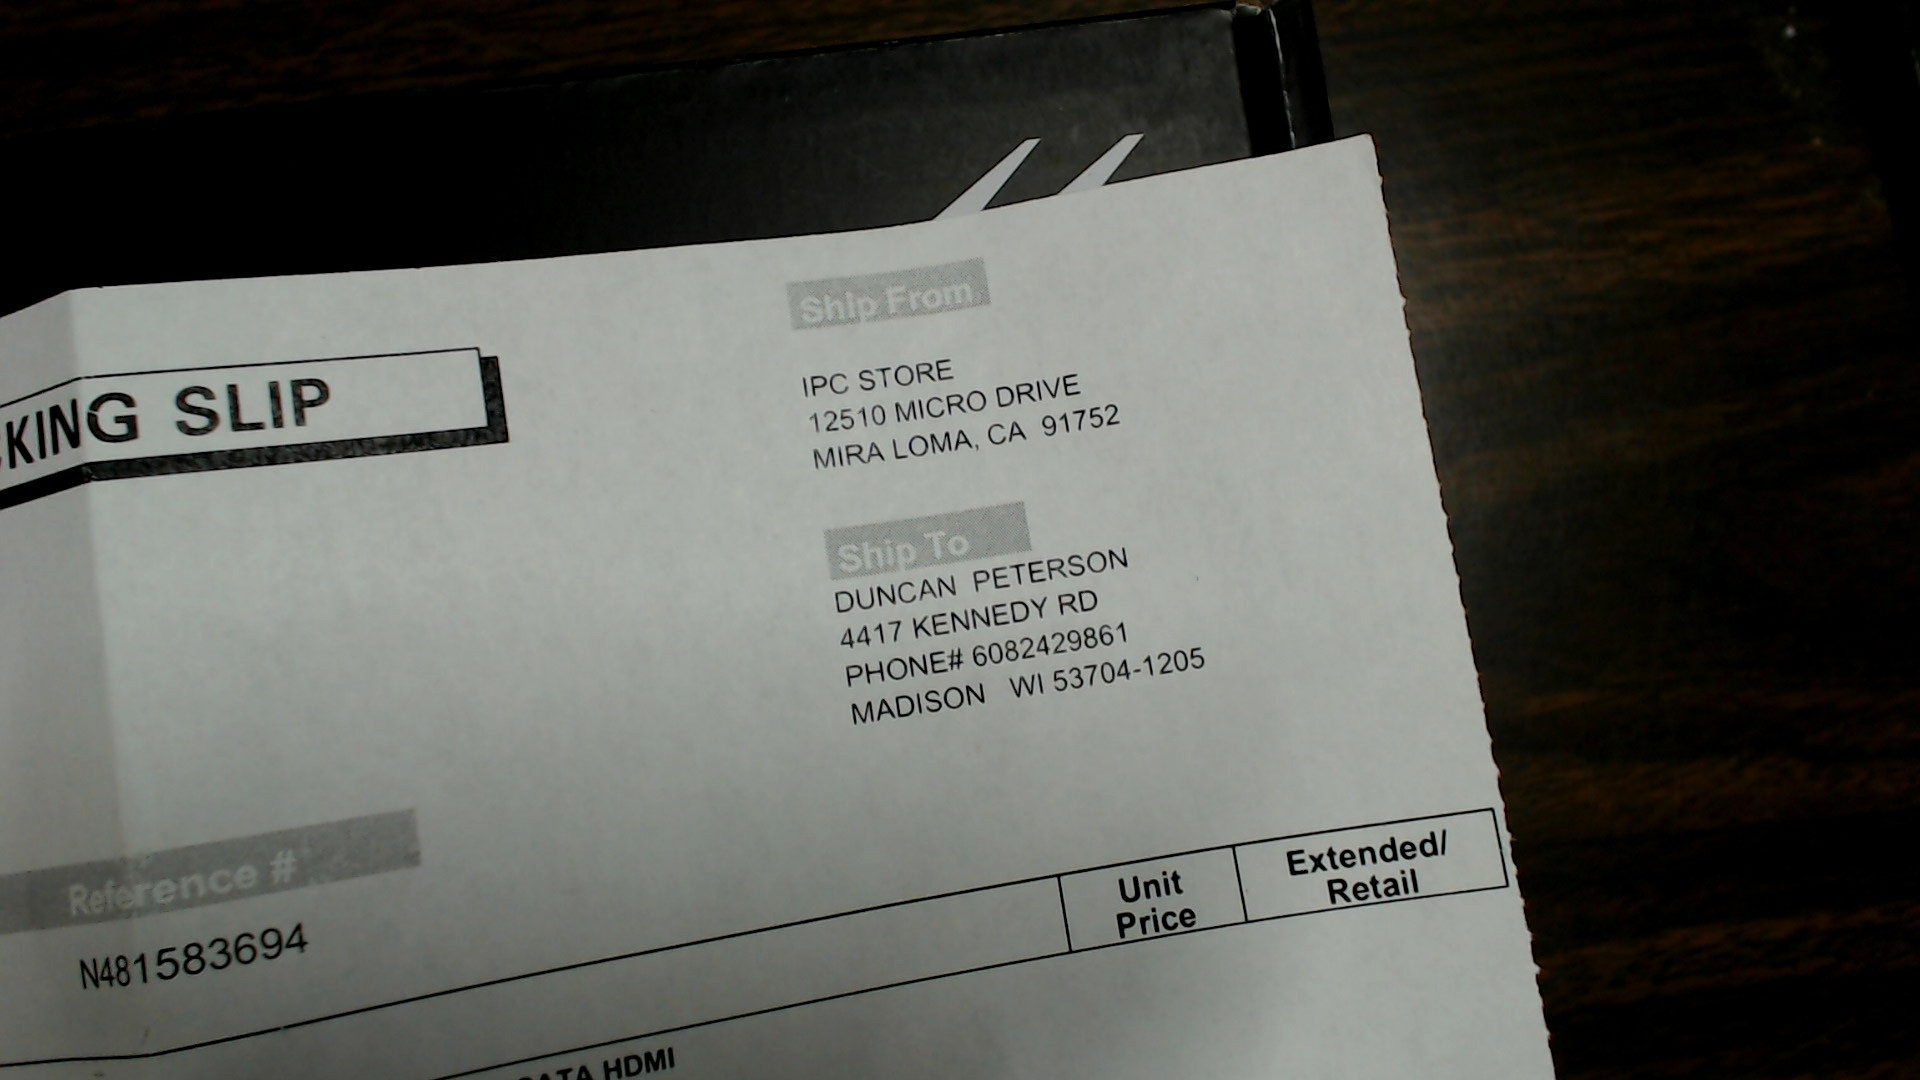 Ship From
KING SLIP
IPC STORE
12510 MICRO DRIVE
MIRA LOMA, CA 91752
Ship To
DUNCAN PETERSON
4417 KENNEDY RD
PHONE# 6082429861
MADISON WI 53704-1205
Reference #
N481583694
Unit
Price
Extended/
Retail
HDMI